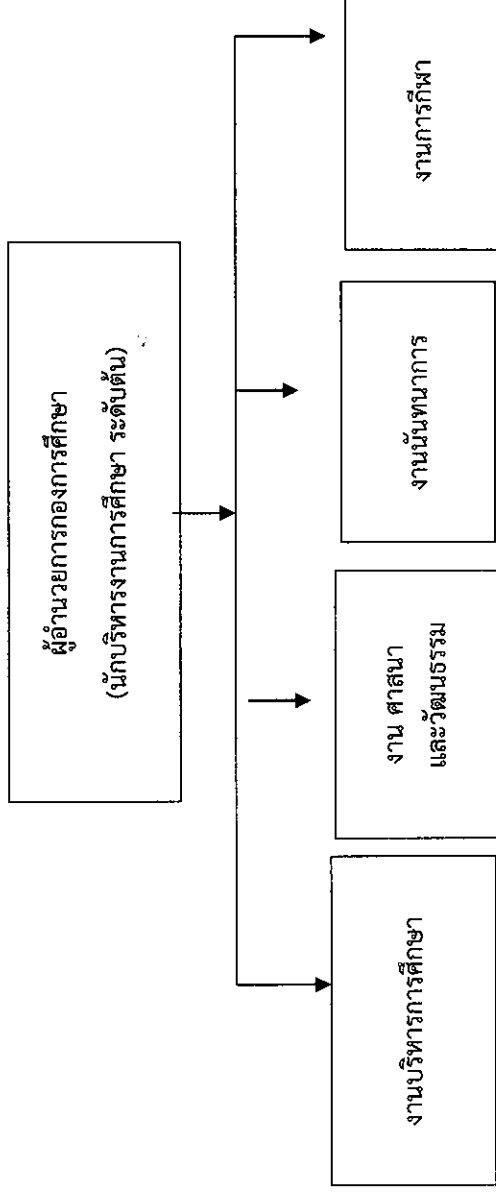 ผู้อำนวยการกองการศึกษา
(นักบริหารงานการศึกษา ระดับต้น)
งานบริหารการศึกษา
งาน ศาสนา
และวัฒนธรรม
งานนันทนาการ
งานการกีฬา